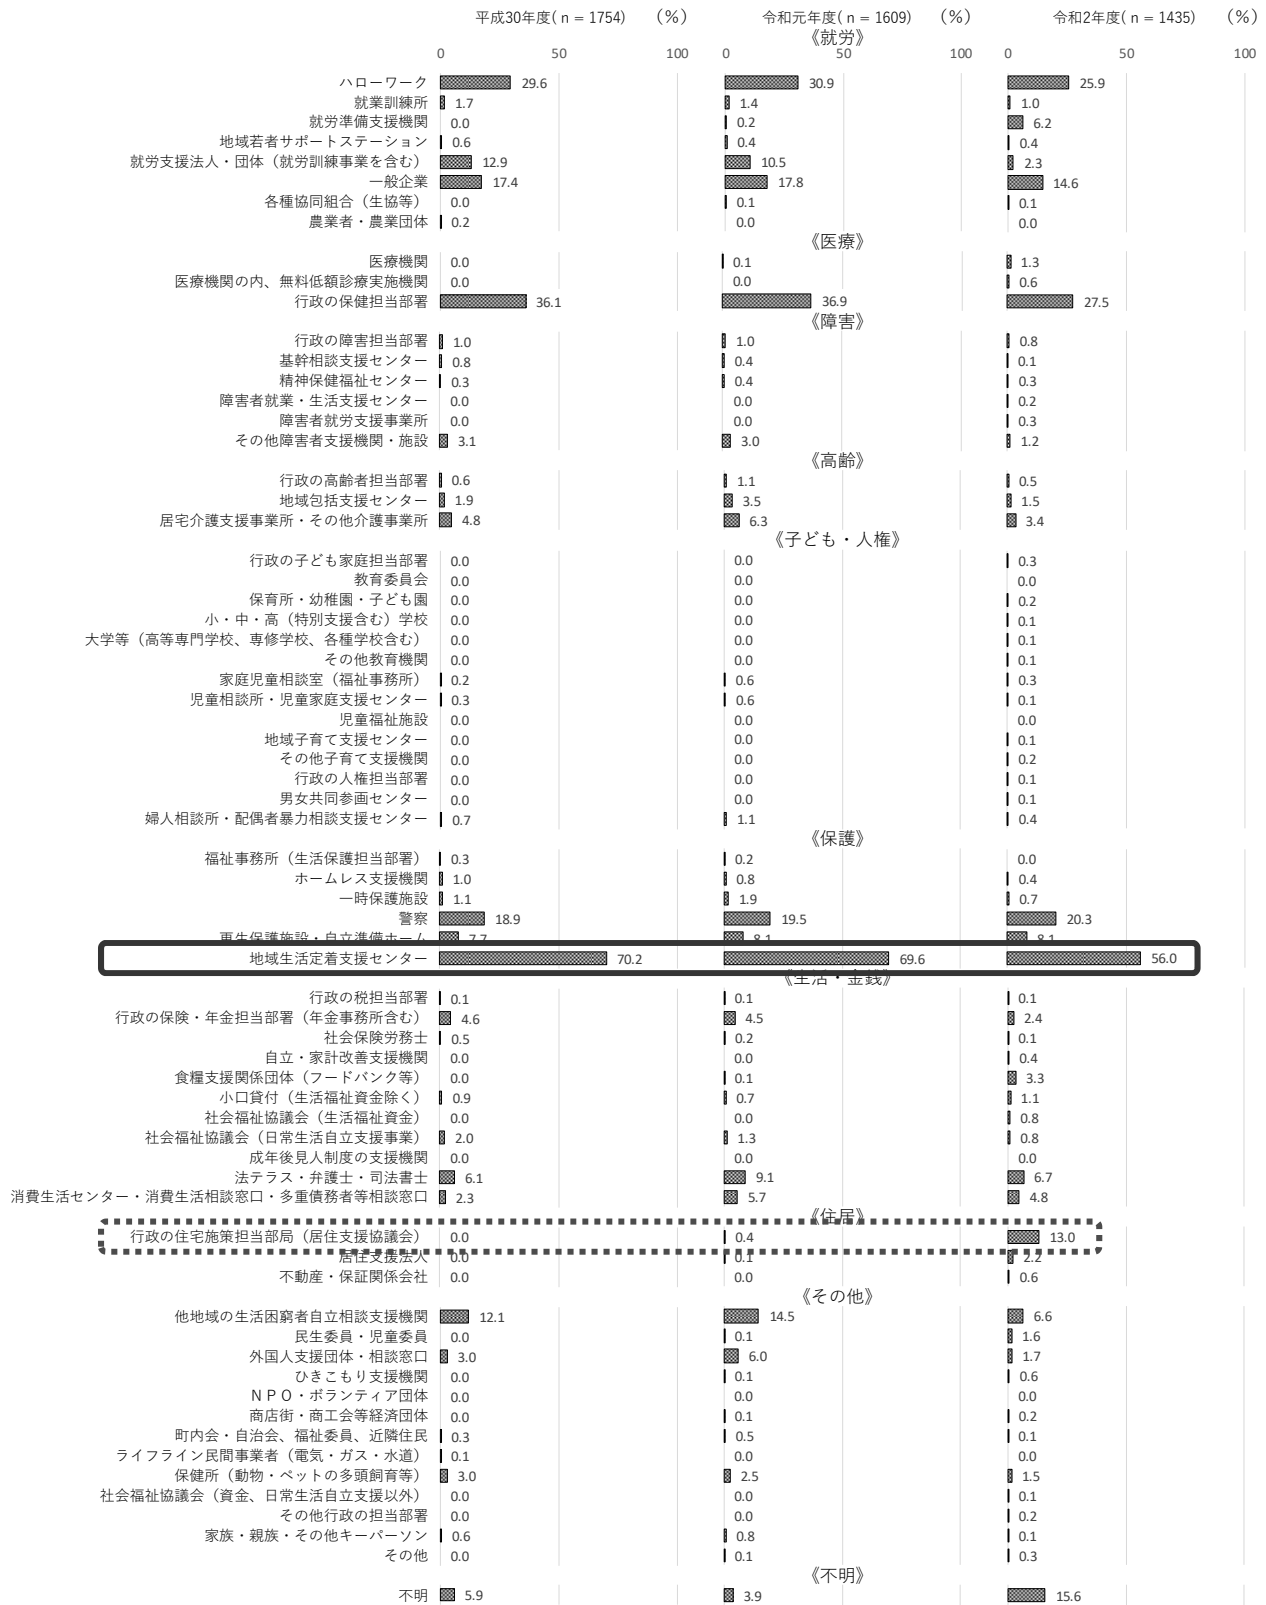 平成30年度( n = 1754) （%） 令和元年度( n = 1609) （%） 令和2年度( n = 1435) （%）
《就労》
0 50 100 0 50 100 0 50 100
ハローワーク 29.6 30.9 25.9
就業訓練所 1.7 1.4 1.0
就労準備支援機関 0.0 0.2 6.2
地域若者サポートステーション 0.6 0.4 0.4
就労支援法人・団体（就労訓練事業を含む） 12.9 10.5 2.3
一般企業 17.4 17.8 14.6
各種協同組合（生協等） 0.0 0.1 0.1
農業者・農業団体 0.2 0.0 0.0
《医療》
医療機関 0.0 0.1 1.3
医療機関の内、無料低額診療実施機関 0.0 0.0 0.6
行政の保健担当部署 36.1 36.9 27.5
《障害》
行政の障害担当部署 1.0 1.0 0.8
基幹相談支援センター 0.8 0.4 0.1
精神保健福祉センター 0.3 0.4 0.3
障害者就業・生活支援センター 0.0 0.0 0.2
障害者就労支援事業所 0.0 0.0 0.3
その他障害者支援機関・施設 3.1 3.0 1.2
《高齢》
行政の高齢者担当部署 0.6 1.1 0.5
地域包括支援センター 1.9 3.5 1.5
居宅介護支援事業所・その他介護事業所 4.8 6.3 3.4
《子ども・人権》
行政の子ども家庭担当部署 0.0 0.0 0.3
教育委員会 0.0 0.0 0.0
保育所・幼稚園・子ども園 0.0 0.0 0.2
小・中・高（特別支援含む）学校 0.0 0.0 0.1
大学等（高等専門学校、専修学校、各種学校含む） 0.0 0.0 0.1
その他教育機関 0.0 0.0 0.1
家庭児童相談室（福祉事務所） 0.2 0.6 0.3
児童相談所・児童家庭支援センター 0.3 0.6 0.1
児童福祉施設 0.0 0.0 0.0
地域子育て支援センター 0.0 0.0 0.1
その他子育て支援機関 0.0 0.0 0.2
行政の人権担当部署 0.0 0.0 0.1
男女共同参画センター 0.0 0.0 0.1
婦人相談所・配偶者暴力相談支援センター 0.7 1.1 0.4
《保護》
福祉事務所（生活保護担当部署） 0.3 0.2 0.0
ホームレス支援機関 1.0 0.8 0.4
一時保護施設 1.1 1.9 0.7
警察 18.9 19.5 20.3
更生保護施設・自立準備ホーム 7.7 8.1 8.1
地域生活定着支援センター 70.2 69.6 56.0
《生活・金銭》
行政の税担当部署 0.1 0.1 0.1
行政の保険・年金担当部署（年金事務所含む） 4.6 4.5 2.4
社会保険労務士 0.5 0.2 0.1
自立・家計改善支援機関 0.0 0.0 0.4
食糧支援関係団体（フードバンク等） 0.0 0.1 3.3
小口貸付（生活福祉資金除く） 0.9 0.7 1.1
社会福祉協議会（生活福祉資金） 0.0 0.0 0.8
社会福祉協議会（日常生活自立支援事業） 2.0 1.3 0.8
成年後見人制度の支援機関 0.0 0.0 0.0
法テラス・弁護士・司法書士 6.1 9.1 6.7
消費生活センター・消費生活相談窓口・多重債務者等相談窓口 2.3 5.7 4.8
《住居》
行政の住宅施策担当部局（居住支援協議会） 0.0 0.4 13.0
居住支援法人 0.0 0.1 2.2
不動産・保証関係会社 0.0 0.0 0.6
《その他》
他地域の生活困窮者自立相談支援機関 12.1 14.5 6.6
民生委員・児童委員 0.0 0.1 1.6
外国人支援団体・相談窓口 3.0 6.0 1.7
ひきこもり支援機関 0.0 0.1 0.6
ＮＰＯ・ボランティア団体 0.0 0.0 0.0
商店街・商工会等経済団体 0.0 0.1 0.2
町内会・自治会、福祉委員、近隣住民 0.3 0.5 0.1
ライフライン民間事業者（電気・ガス・水道） 0.1 0.0 0.0
保健所（動物・ペットの多頭飼育等） 3.0 2.5 1.5
社会福祉協議会（資金、日常生活自立支援以外） 0.0 0.0 0.1
その他行政の担当部署 0.0 0.0 0.2
家族・親族・その他キーパーソン 0.6 0.8 0.1
その他 0.0 0.1 0.3
《不明》
不明 5.9 3.9 15.6